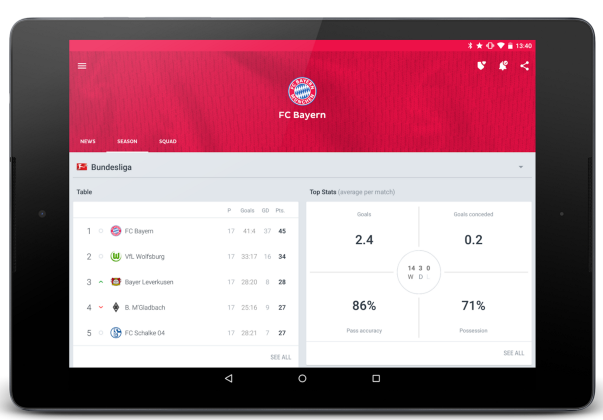 13:40
FC BAYERN
MÜNCHEN
FC Bayern
NEWS SEASON SQUAD
Bundesliga
Table
P Goals GD Pts.
1 FC Bayern 17 41:4 37 45
2 VfL Wolfsburg 17 33:17 16 34
3 Bayer Leverkusen 17 28:20 8 28
4 B. M'Gladbach 17 25:16 9 27
5 FC Schalke 04 17 28:21 7 27
SEE ALL
Top Stats (average per match)
Goals Goals conceded
2.4 0.2
14 3 0
W D L
86% 71%
Pass accuracy Possession
SEE ALL